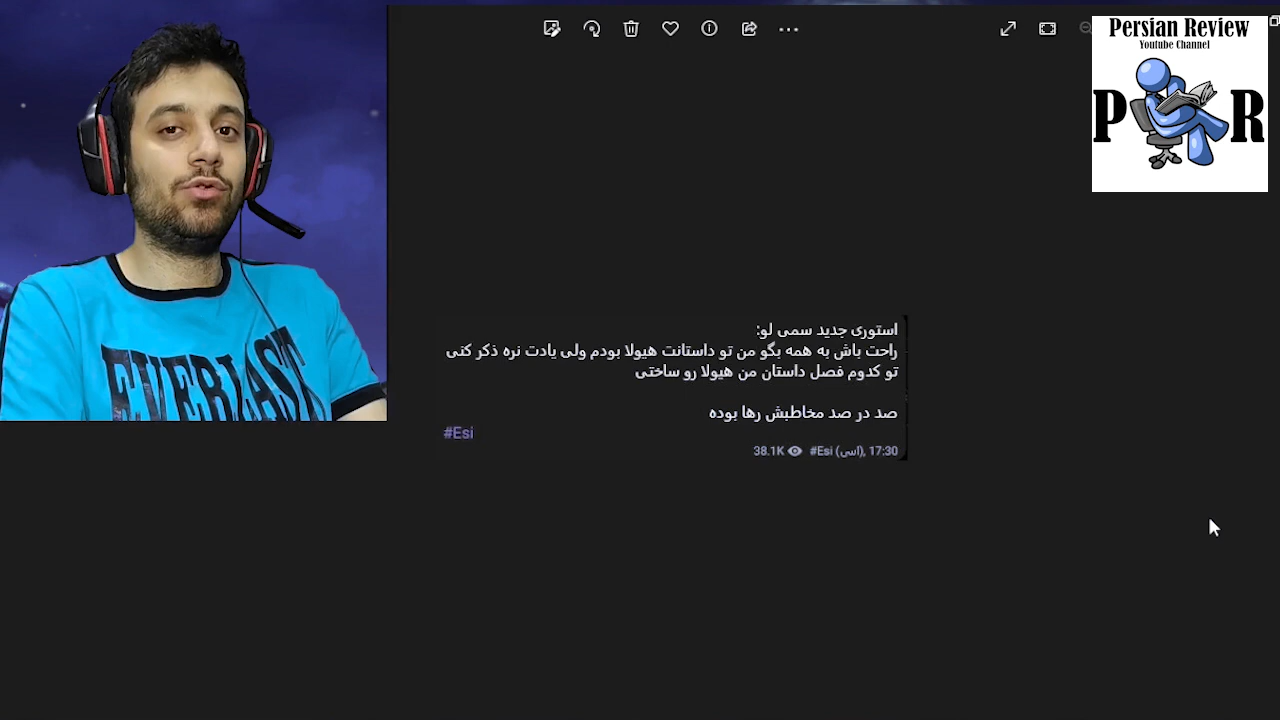 Persian Review
Youtube Channel
P R
EVERLAST
استوری جدید سمی لو:
راحت باش به همه بگو من تو داستانت هیولا بودم ولی یادت نره ذکر کنی
تو کدوم فصل داستان من هیولا رو ساختی
صد در صد مخاطبش رها بوده
#Esi
38.1K #Esi (اسی), 17:30